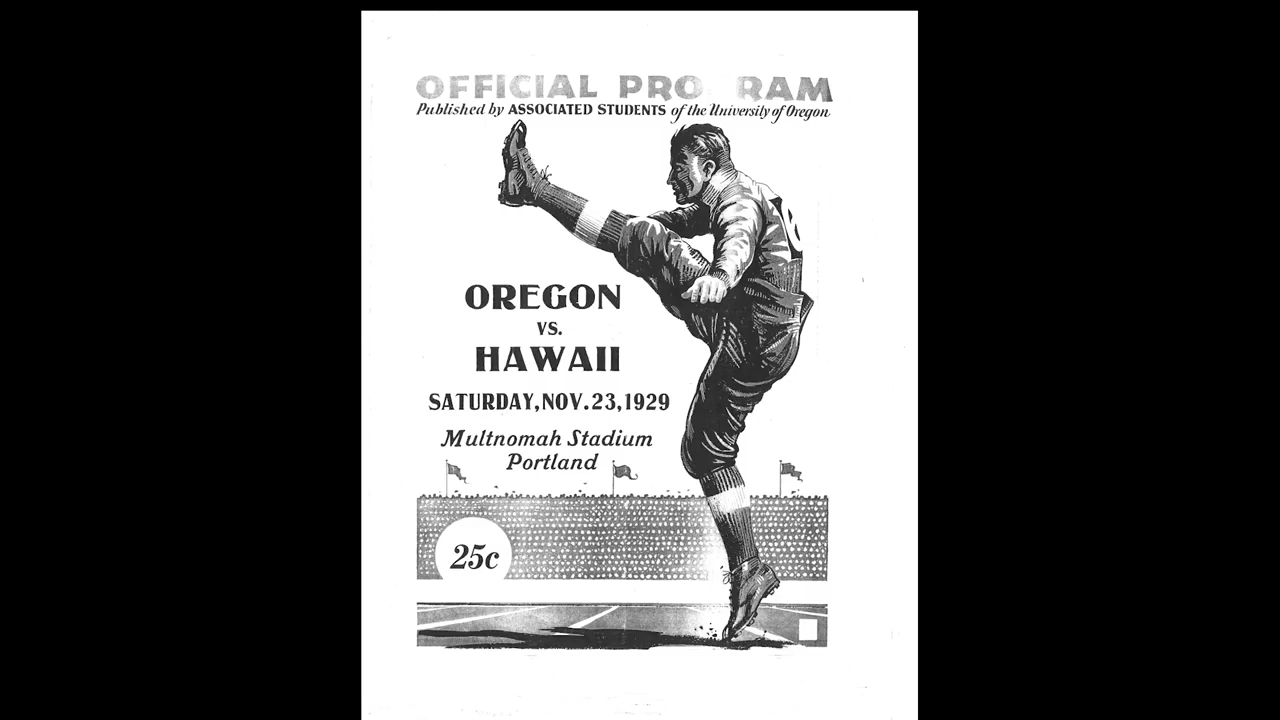 OFFICIAL PRO RAM
Published by ASSOCIATED STUDENTS of the University of Oregon
OREGON
VS.
HAWAII
SATURDAY, NOV. 23, 1929
Multnomah Stadium
Portland
25c